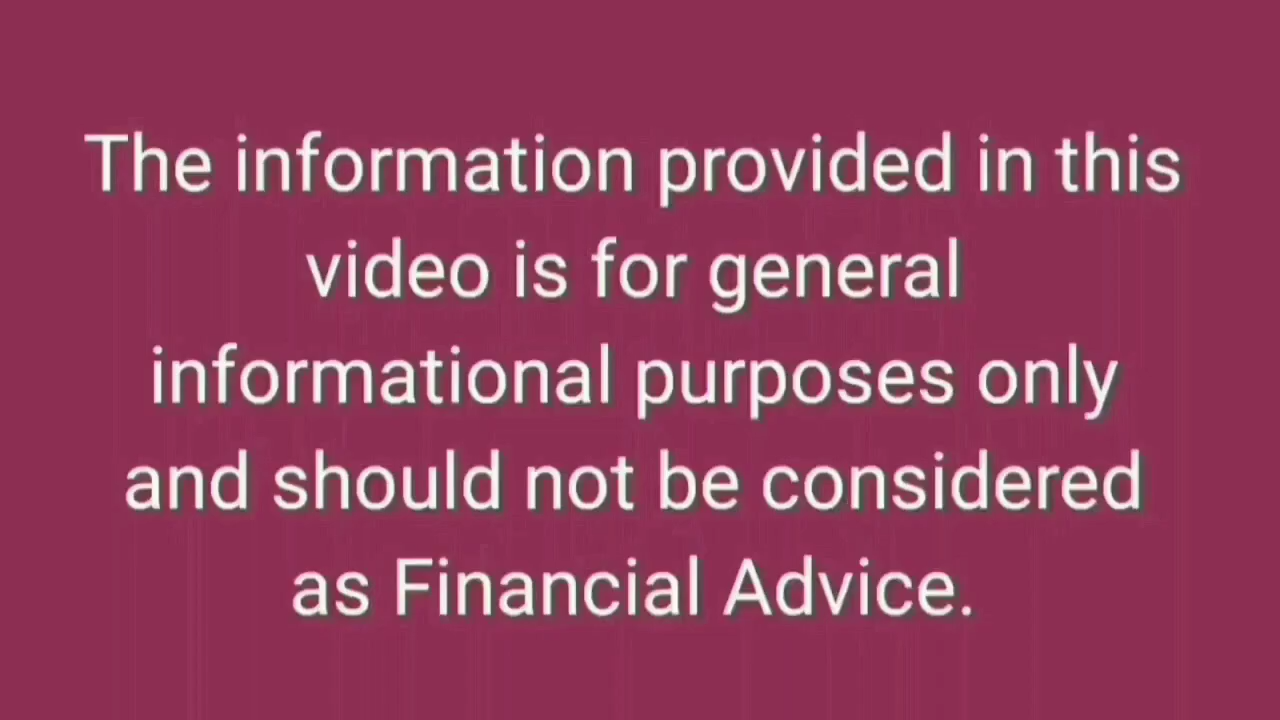 The information provided in this
video is for general
informational purposes only
and should not be considered
as Financial Advice.